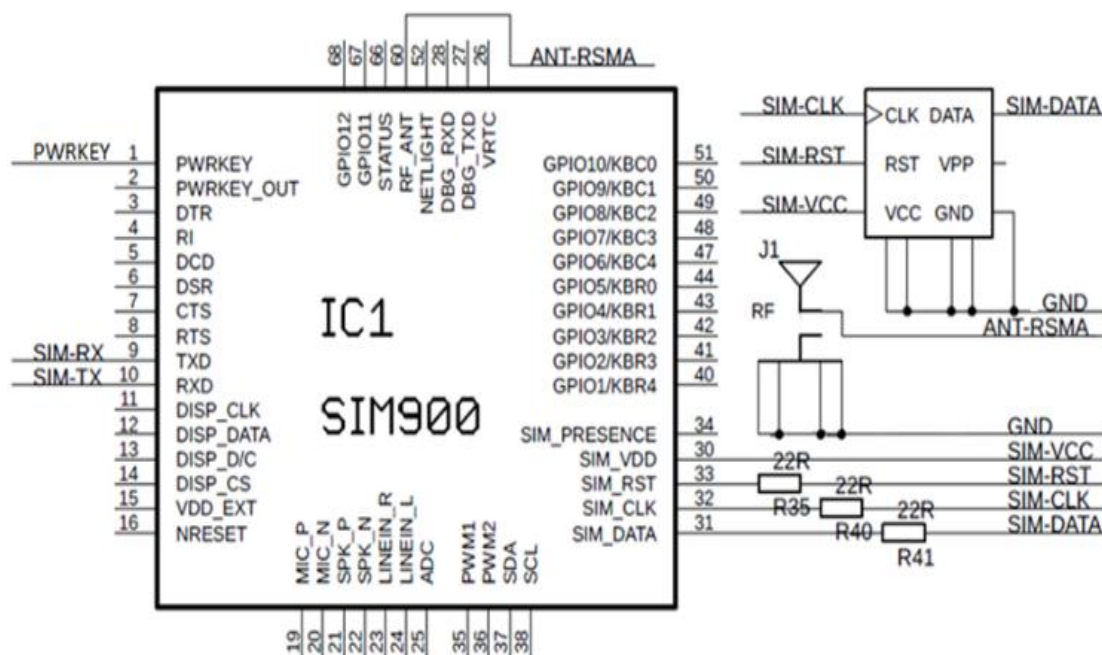 68
67
66
60
52
28
27
26
ANT-RSMA
GPIO12
GPIO11
STATUS
RF_ANT
NETLIGHT
DBG_RXD
DBG_TXD
VRTC
PWRKEY 1 PWRKEY
2 PWRKEY_OUT
3 DTR
4 RI
5 DCD
6 DSR
7 CTS
8 RTS
SIM-RX 9 TXD
SIM-TX 10 RXD
11 DISP_CLK
12 DISP_DATA
13 DISP_D/C
14 DISP_CS
15 VDD_EXT
16 NRESET
IC1
SIM900
GPIO10/KBC0 51
GPIO9/KBC1 50
GPIO8/KBC2 49
GPIO7/KBC3 48
GPIO6/KBC4 47
GPIO5/KBR0 44
GPIO4/KBR1 43
GPIO3/KBR2 42
GPIO2/KBR3 41
GPIO1/KBR4 40
SIM_PRESENCE 34 GND
SIM_VDD 30 SIM-VCC
SIM_RST 33 22R SIM-RST
R35
SIM_CLK 32 22R SIM-CLK
R40
SIM_DATA 31 22R SIM-DATA
R41
MIC_P
MIC_N
SPK_P
SPK_N
LINEIN_R
LINEIN_L
ADC
PWM1
PWM2
SDA
SCL
19
20
21
22
23
24
25
35
36
37
38
SIM-CLK CLK DATA SIM-DATA
SIM-RST RST VPP
SIM-VCC VCC GND
J1
RF
GND
ANT-RSMA